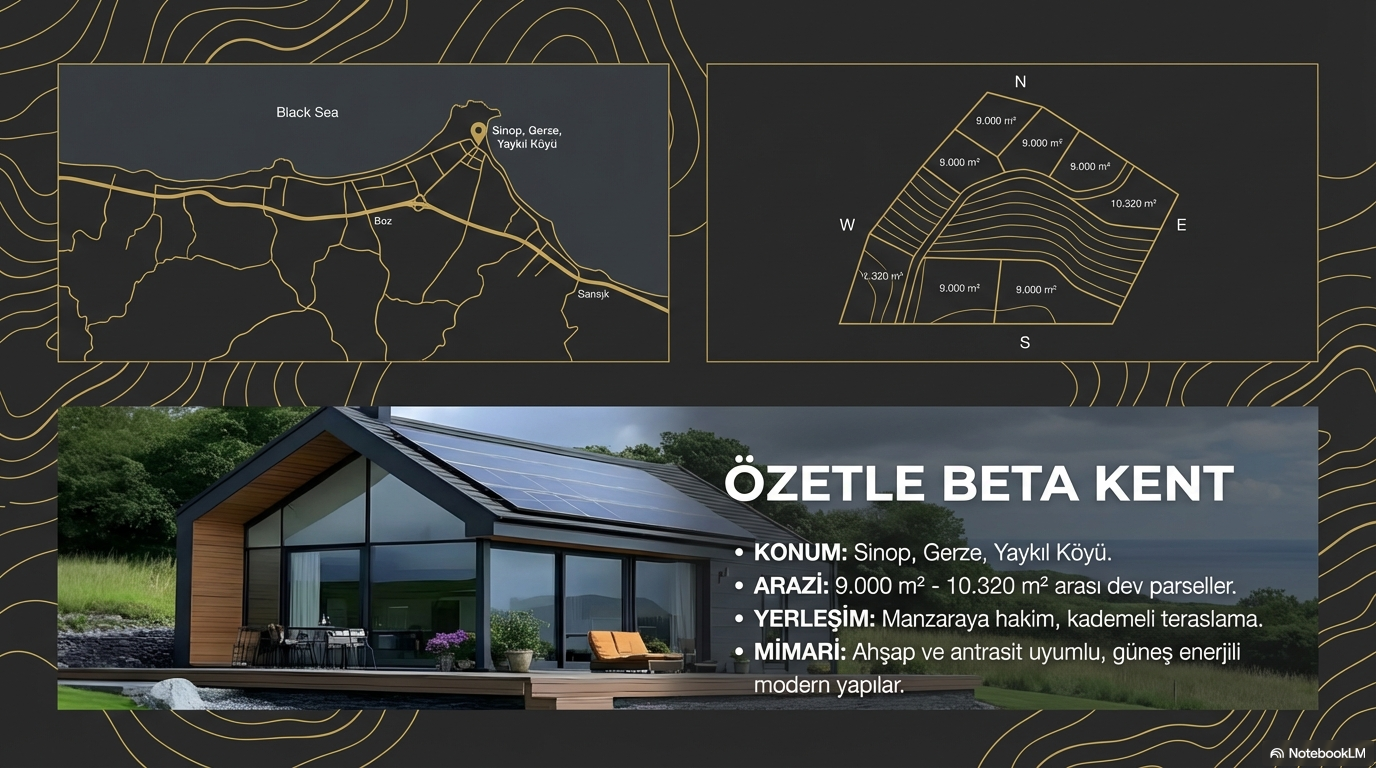 Black Sea
Sinop, Gerze,
Yaykıl Köyü
Boz
Sarısık
N
9.000 m²
9.000 m²
9.000 m²
9.000 m²
10.320 m²
W
E
9.000 m²
9.000 m²
S
ÖZETLE BETA KENT
• KONUM: Sinop, Gerze, Yaykıl Köyü.
• ARAZİ: 9.000 m² - 10.320 m² arası dev parseller.
• YERLEŞİM: Manzaraya hakim, kademeli teraslama.
• MİMARİ: Ahşap ve antrasit uyumlu, güneş enerjili
modern yapılar.
NotebookLM